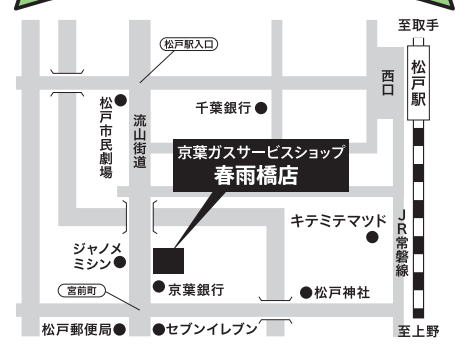 至取手
松戸駅入口
松戸駅
西口
千葉銀行
松戸市民劇場
流山街道
京葉ガスサービスショップ
春雨橋店
キテミテマツド
JR常磐線
ジャノメ
ミシン
京葉銀行
宮前町
松戸神社
松戸郵便局
セブンイレブン
至上野